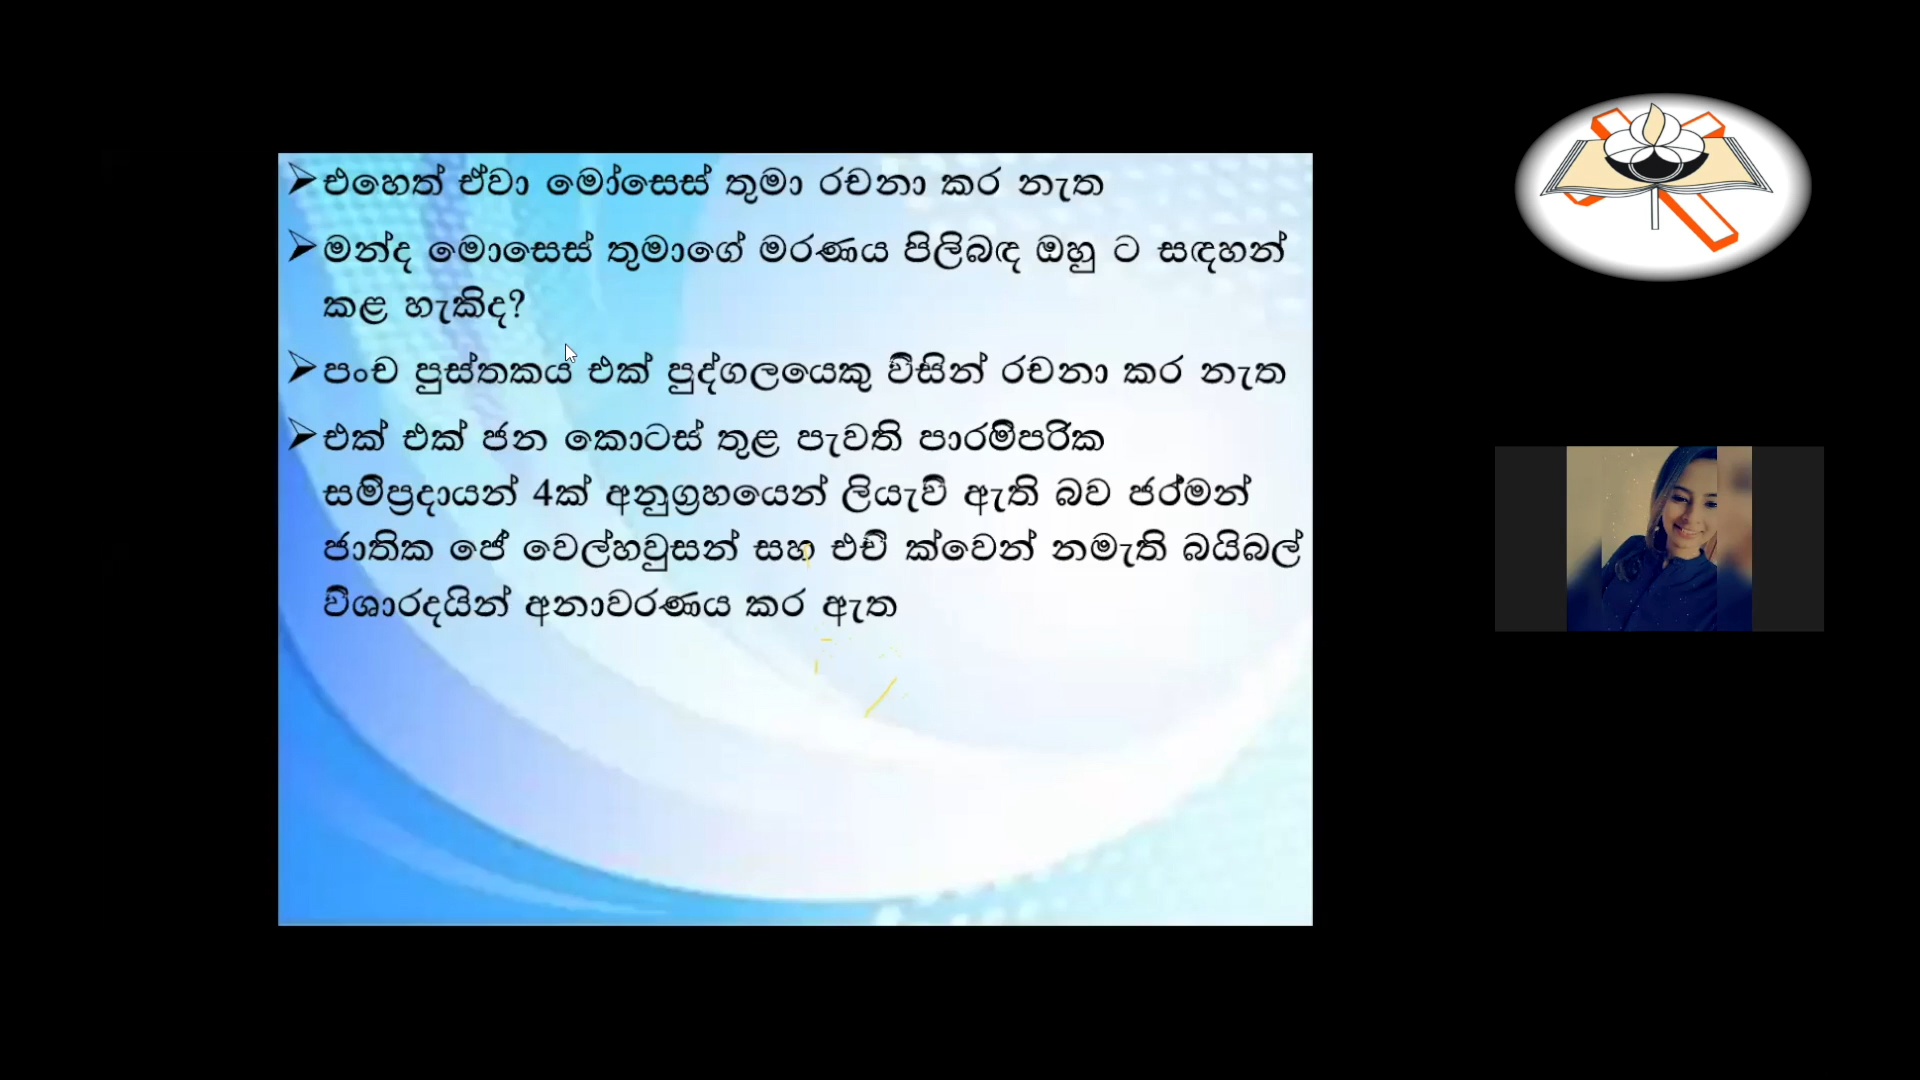 එහෙත් ඒවා මෝසෙස් තුමා රචනා කර නැත
මන්ද මොසෙස් තුමාගේ මරණය පිලිබඳ ඔහු ට සඳහන්
කළ හැකිද?
පංච පුස්තකය එක් පුද්ගලයෙකු විසින් රචනා කර නැත
එක් එක් ජන කොටස් තුළ පැවති පාරම්පරික
සම්ප්‍රදායන් 4ක් අනුග්‍රහයෙන් ලියැවී ඇති බව ජර්මන්
ජාතික ජේ වෙල්හවුසන් සහ එච් ක්වෙන් නමැති බයිබල්
විශාරදයින් අනාවරණය කර ඇත